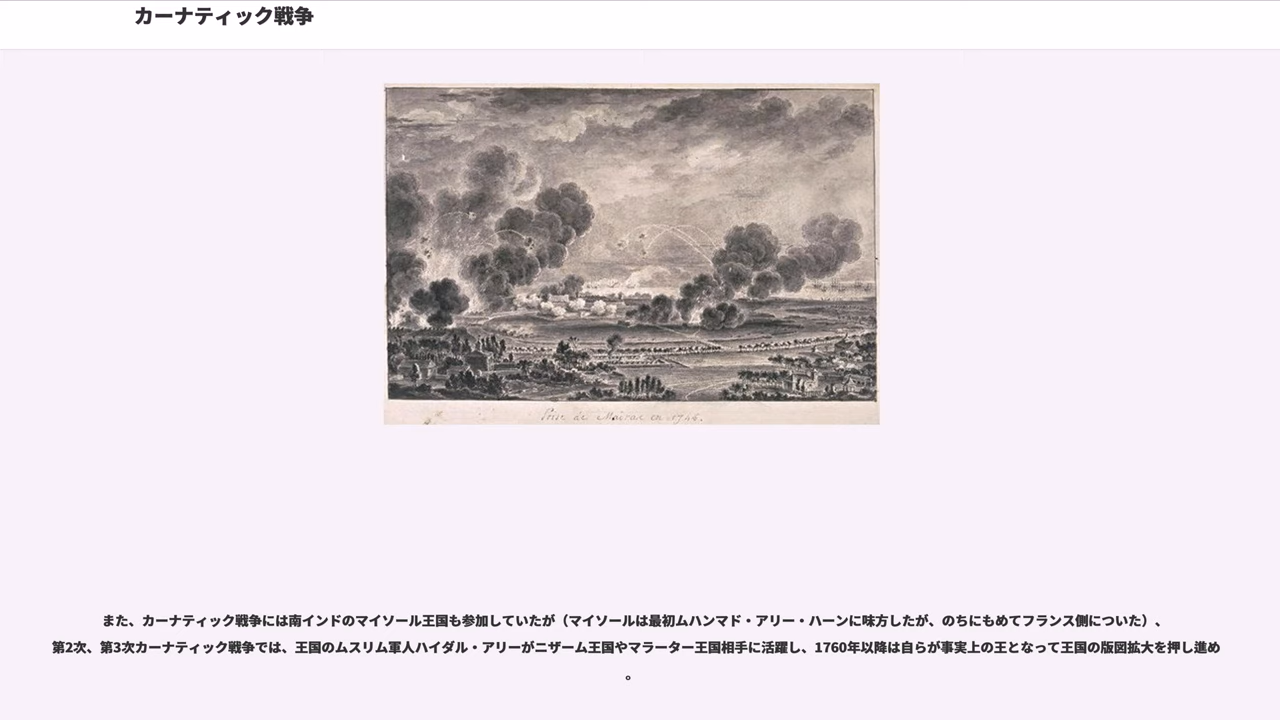 カーナティック戦争
Prise de Madras en 1746.
また、カーナティック戦争には南インドのマイソール王国も参加していたが（マイソールは最初ムハンマド・アリー・ハーンに味方したが、のちにもめてフランス側についた）、
第2次、第3次カーナティック戦争では、王国のムスリム軍人ハイダル・アリーがニザーム王国やマラーター王国相手に活躍し、1760年以降は自らが事実上の王となって王国の版図拡大を押し進め
。